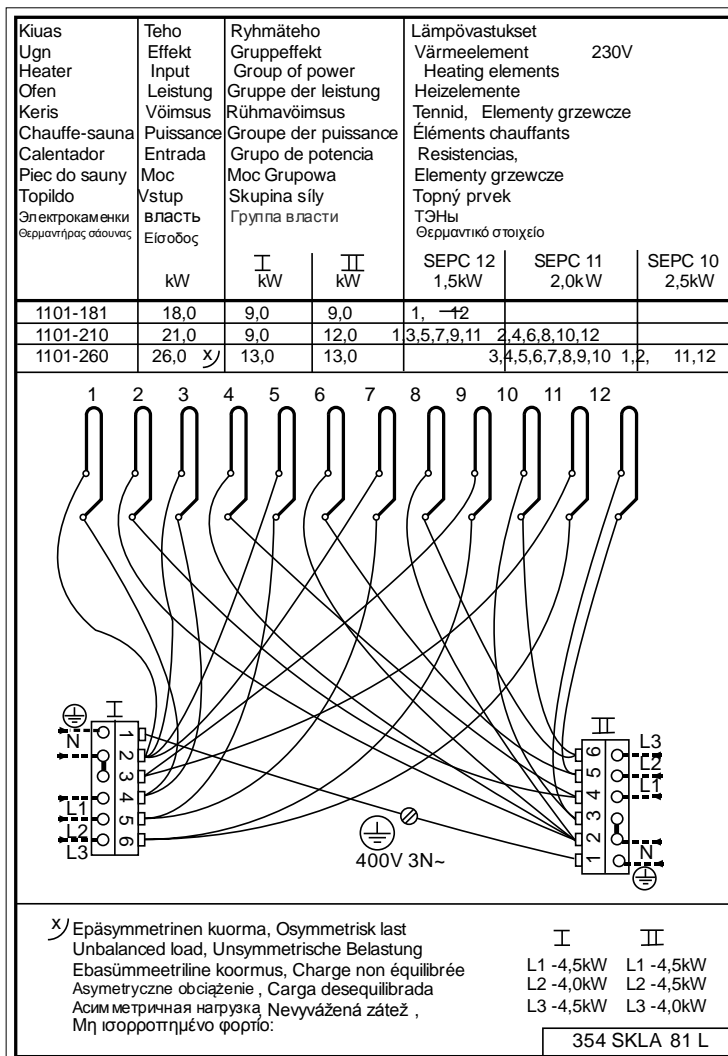 Kiuas Teho Ryhmäteho Lämpövastukset
Ugn Effekt Gruppeffekt Värmeelement 230V
Heater Input Group of power Heating elements
Ofen Leistung Gruppe der leistung Heizelemente
Keris Vöimsus Rühmavöimsus Tennid, Elementy grzewcze
Chauffe-sauna Puissance Groupe der puissance Éléments chauffants
Calentador Entrada Grupo de potencia Resistencias,
Piec do sauny Moc Moc Grupowa Elementy grzewcze
Topildo Vstup Skupina síly Topný prvek
Электрокаменки власть Группа власти ТЭНы
Θερμαντήρας σάουνας Είσοδος Θερμαντικό στοιχείο
I II SEPC 12 SEPC 11 SEPC 10
kW kW kW 1,5kW 2,0kW 2,5kW
1101-181 18,0 9,0 9,0 1, 12
1101-210 21,0 9,0 12,0 1,3,5,7,9,11 2,4,6,8,10,12
1101-260 26,0 x) 13,0 13,0 3,4,5,6,7,8,9,10 1,2, 11,12
1 2 3 4 5 6 7 8 9 10 11 12
I
N
L1
L2
L3
1
2
3
4
5
6
II
6
5
4
3
2
1
L3
L2
L1
N
400V 3N~
x) Epäsymmetrinen kuorma, Osymmetrisk last
Unbalanced load, Unsymmetrische Belastung
Ebasümmeetriline koormus, Charge non équilibrée
Asymetryczne obciążenie , Carga desequilibrada
Асимметричная нагрузка, Nevyvážená zátež ,
Μη ισορροπημένο φορτίο:
I II
L1 -4,5kW L1 -4,5kW
L2 -4,0kW L2 -4,5kW
L3 -4,5kW L3 -4,0kW
354 SKLA 81 L